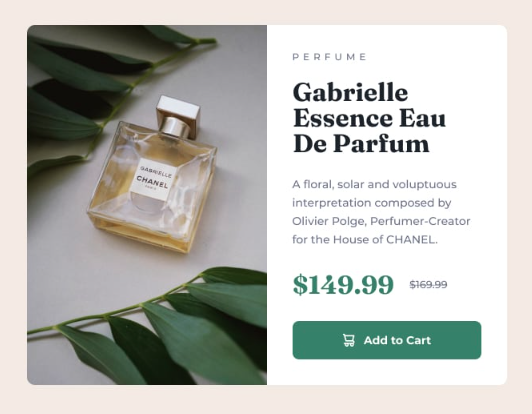 GABRIELLE
CHANEL
PARIS
PERFUME
Gabrielle
Essence Eau
De Parfum
A floral, solar and voluptuous
interpretation composed by
Olivier Polge, Perfumer-Creator
for the House of CHANEL.
$149.99 $169.99
Add to Cart